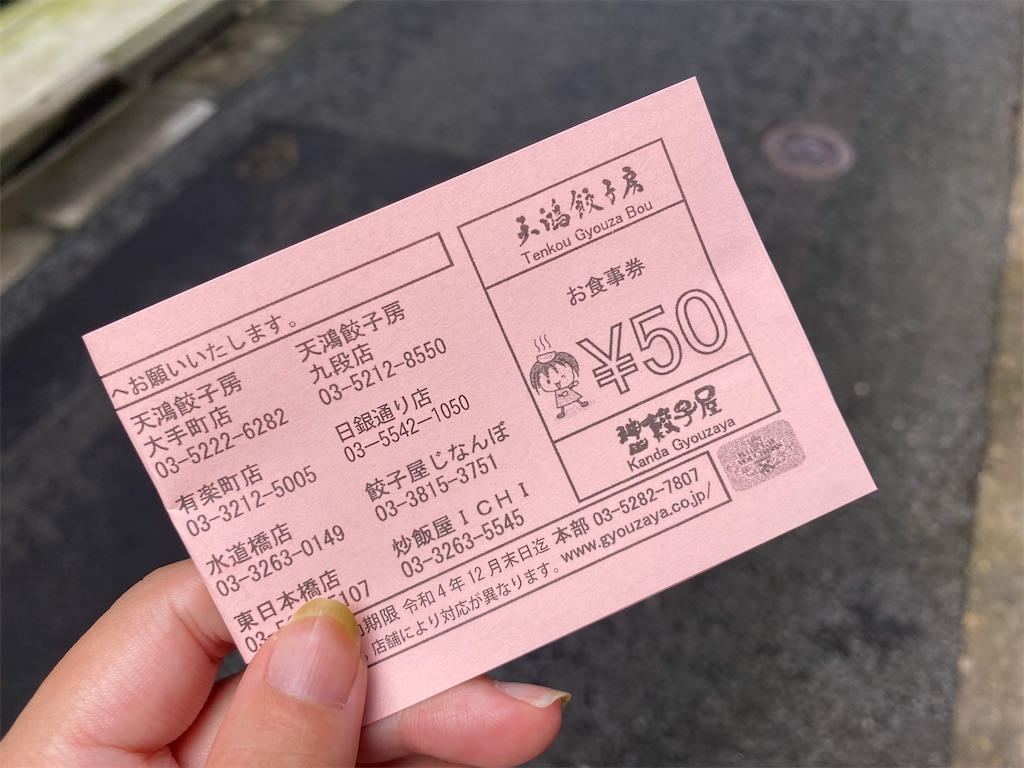 へお願いいたします。
天鴻餃子房
大手町店
03-5222-6282
有楽町店
03-3212-5005
水道橋店
03-3263-0149
東日本橋店
107
天鴻餃子房
九段店
03-5212-8550
日銀通り店
03-5542-1050
餃子屋じなんぼ
03-3815-3751
炒飯屋ＩＣＨＩ
03-3263-5545
期限 令和4年12月末日迄 本部 03-5282-7807
店舗により対応が異なります。 www.gyouzaya.co.jp/
天鴻餃子房
Tenkou Gyouza Bou
お食事券
¥50
餃子屋
Kanda Gyouzaya